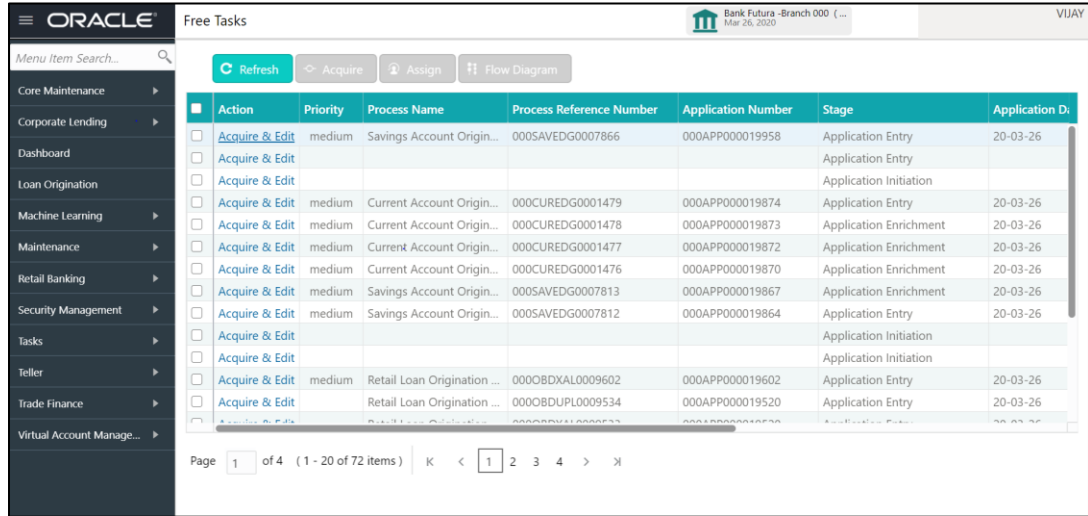 ORACLE
Free Tasks
Bank Futura -Branch 000 ( ...
Mar 26, 2020
VIJAY
Menu Item Search...
Core Maintenance
Corporate Lending
Dashboard
Loan Origination
Machine Learning
Maintenance
Retail Banking
Security Management
Tasks
Teller
Trade Finance
Virtual Account Manage...
Refresh Acquire Assign Flow Diagram
Action Priority Process Name Process Reference Number Application Number Stage Application Da
Acquire & Edit medium Savings Account Origin... 000SAVEDG0007866 000APP000019958 Application Entry 20-03-26
Acquire & Edit Application Entry
Acquire & Edit Application Initiation
Acquire & Edit medium Current Account Origin... 000CUREDG0001479 000APP000019874 Application Entry 20-03-26
Acquire & Edit medium Current Account Origin... 000CUREDG0001478 000APP000019873 Application Enrichment 20-03-26
Acquire & Edit medium Current Account Origin... 000CUREDG0001477 000APP000019872 Application Enrichment 20-03-26
Acquire & Edit medium Current Account Origin... 000CUREDG0001476 000APP000019870 Application Enrichment 20-03-26
Acquire & Edit medium Savings Account Origin... 000SAVEDG0007813 000APP000019867 Application Enrichment 20-03-26
Acquire & Edit medium Savings Account Origin... 000SAVEDG0007812 000APP000019864 Application Entry 20-03-26
Acquire & Edit Application Initiation
Acquire & Edit Application Initiation
Acquire & Edit medium Retail Loan Origination ... 000OBDXAL0009602 000APP000019602 Application Entry 20-03-26
Acquire & Edit Retail Loan Origination ... 000OBDUPL0009534 000APP000019520 Application Entry 20-03-26
Page 1 of 4 ( 1 - 20 of 72 items ) 1 2 3 4